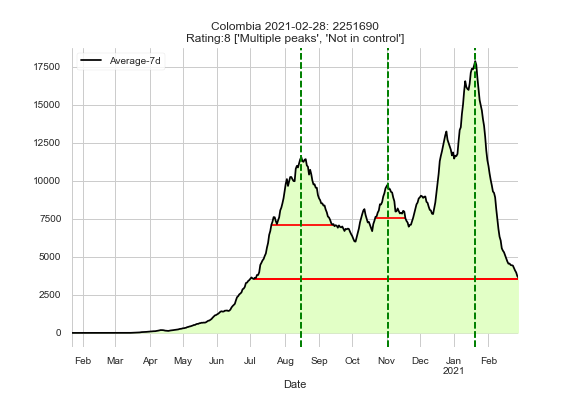 Colombia 2021-02-28: 2251690
Rating:8 ['Multiple peaks', 'Not in control']
Average-7d
17500
15000
12500
10000
7500
5000
2500
0
Feb Mar Apr May Jun Jul Aug Sep Oct Nov Dec Jan Feb
2021
Date